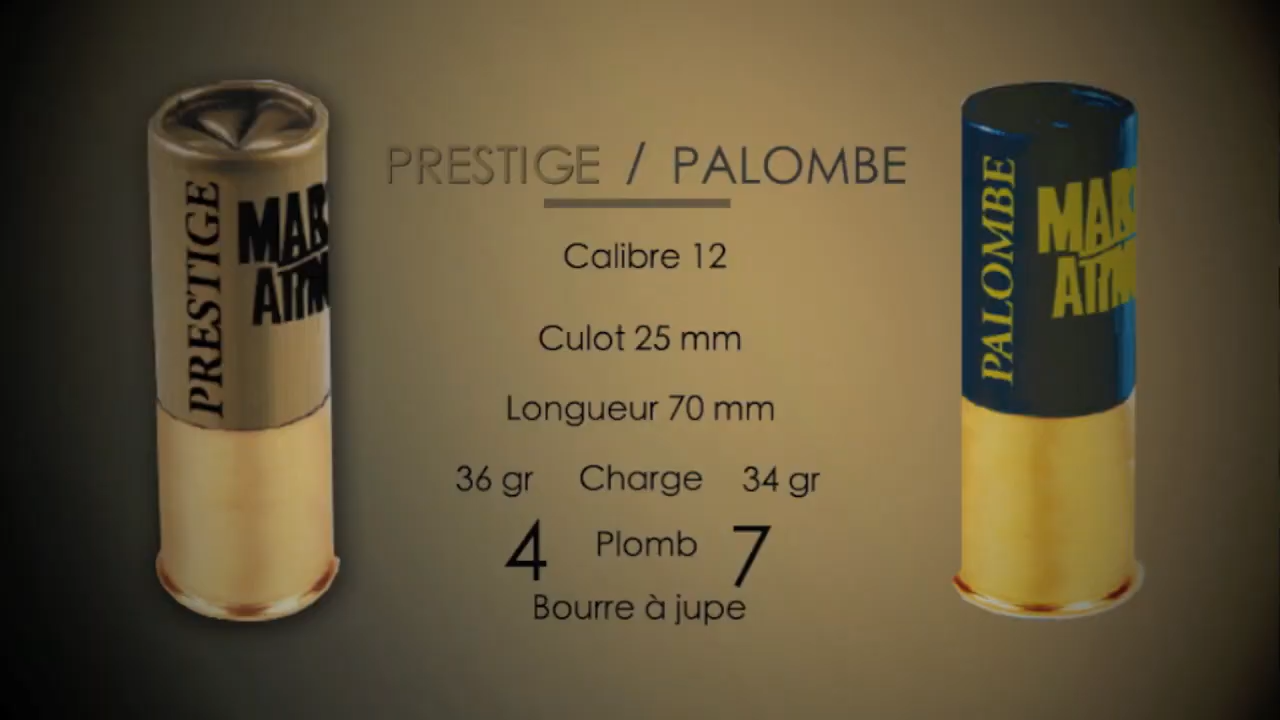 PRESTIGE / PALOMBE
Calibre 12
Culot 25 mm
Longueur 70 mm
36 gr Charge 34 gr
4 Plomb 7
Bourre à jupe
PRESTIGE
PALOMBE